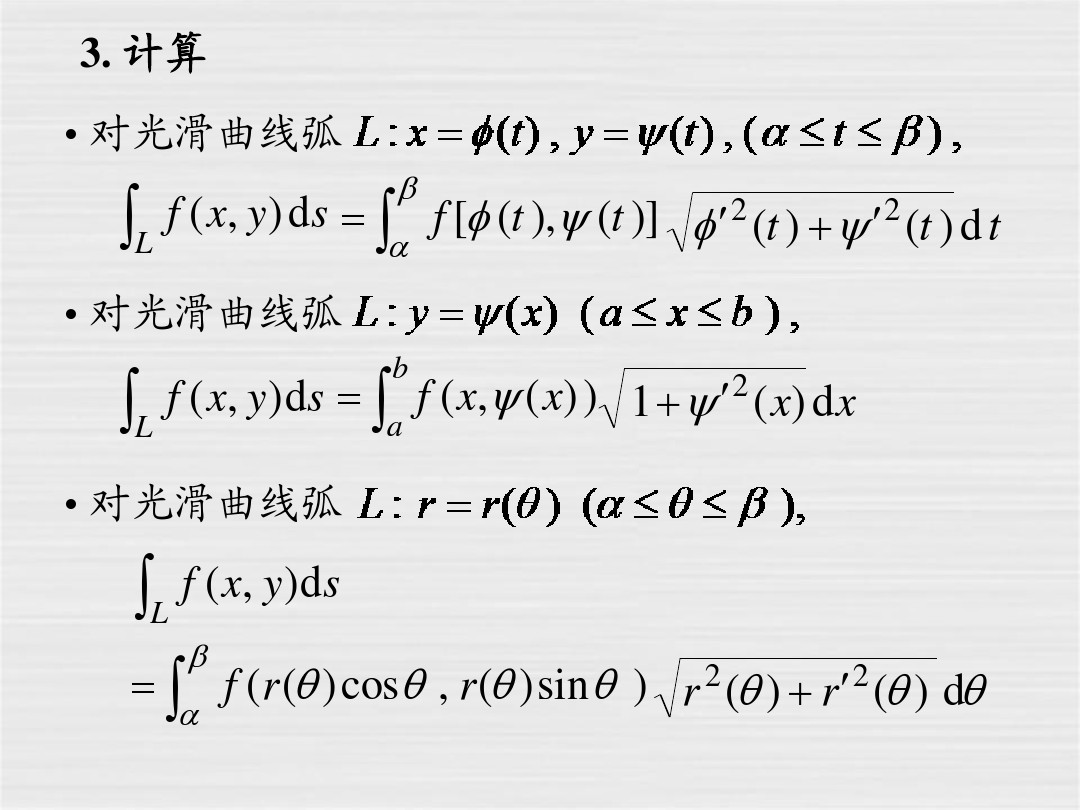 3. 计算
• 对光滑曲线弧 L : x = ϕ(t) , y = ψ(t) , ( α ≤ t ≤ β ) ,
∫_L f(x, y) ds = ∫_α^β f[ϕ(t), ψ(t)] √(ϕ′²(t) + ψ′²(t)) dt
• 对光滑曲线弧 L : y = ψ(x) ( a ≤ x ≤ b ) ,
∫_L f(x, y) ds = ∫_a^b f(x, ψ(x)) √(1 + ψ′²(x)) dx
• 对光滑曲线弧 L : r = r(θ) (α ≤ θ ≤ β ),
∫_L f(x, y) ds
= ∫_α^β f(r(θ)cosθ , r(θ)sinθ ) √(r²(θ) + r′²(θ)) dθ